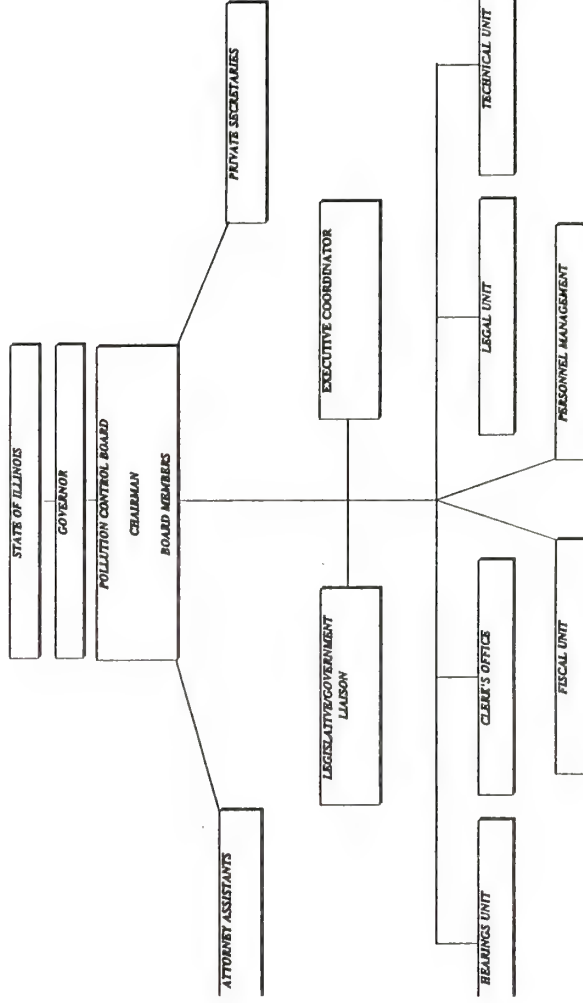 STATE OF ILLINOIS
GOVERNOR
POLLUTION CONTROL BOARD
CHAIRMAN
BOARD MEMBERS
ATTORNEY ASSISTANTS
PRIVATE SECRETARIES
LEGISLATIVE/GOVERNMENT
LIAISON
EXECUTIVE COORDINATOR
HEARINGS UNIT
CLERK'S OFFICE
LEGAL UNIT
TECHNICAL UNIT
FISCAL UNIT
PERSONNEL MANAGEMENT